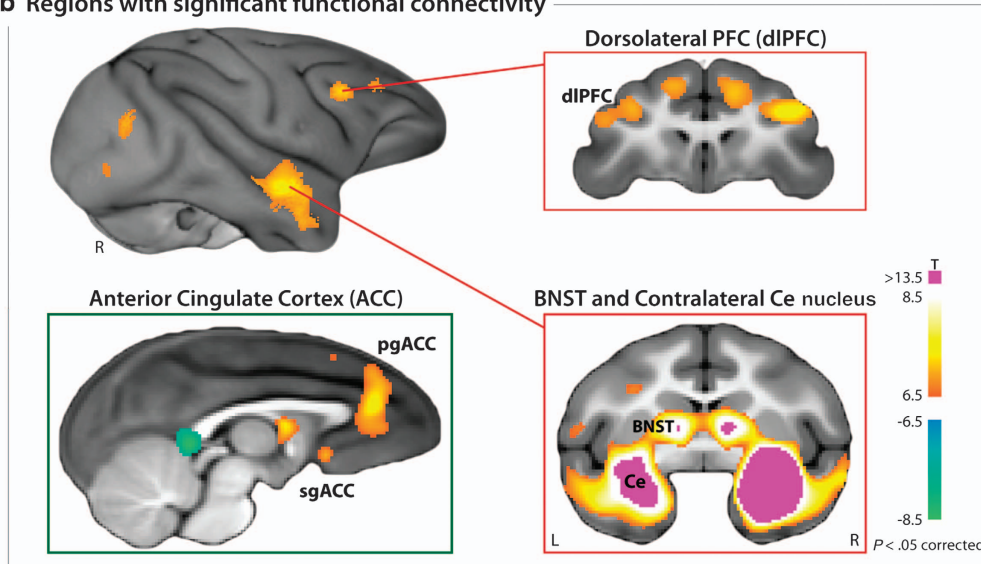 b Regions with significant functional connectivity
Dorsolateral PFC (dlPFC)
dlPFC
R
Anterior Cingulate Cortex (ACC)
pgACC
sgACC
BNST and Contralateral Ce nucleus
BNST
Ce
L
R
T
>13.5
8.5
6.5
-6.5
-8.5
P < .05 corrected